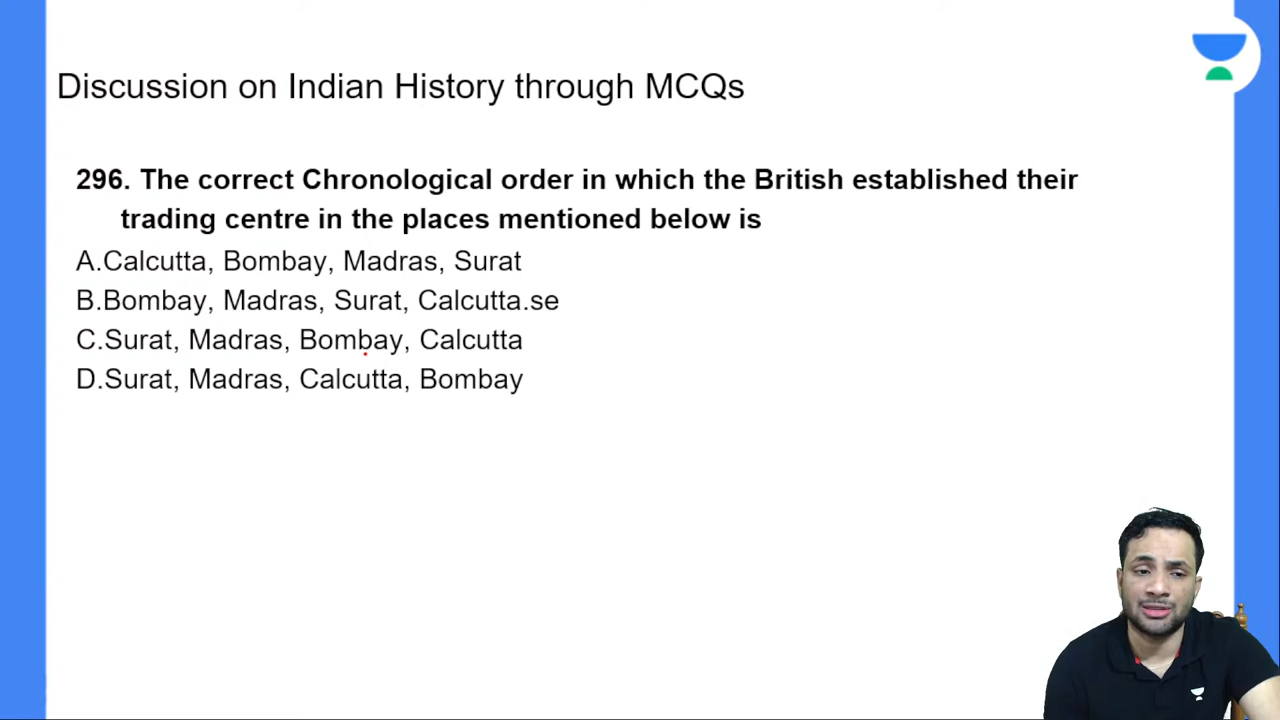 Discussion on Indian History through MCQs
296. The correct Chronological order in which the British established their
trading centre in the places mentioned below is
A.Calcutta, Bombay, Madras, Surat
B.Bombay, Madras, Surat, Calcutta.se
C.Surat, Madras, Bombay, Calcutta
D.Surat, Madras, Calcutta, Bombay